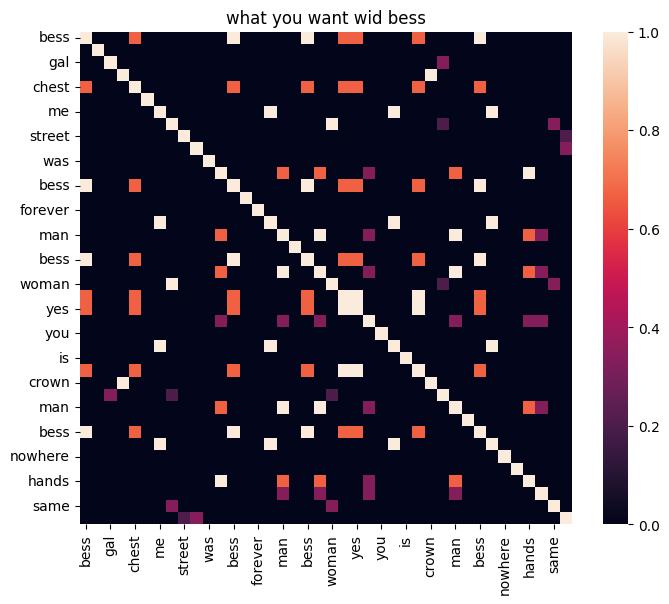 what you want wid bess
bess
gal
chest
me
street
was
bess
forever
man
bess
woman
yes
you
is
crown
man
bess
nowhere
hands
same
bess
gal
chest
me
street
was
bess
forever
man
bess
woman
yes
you
is
crown
man
bess
nowhere
hands
same
1.0
0.8
0.6
0.4
0.2
0.0